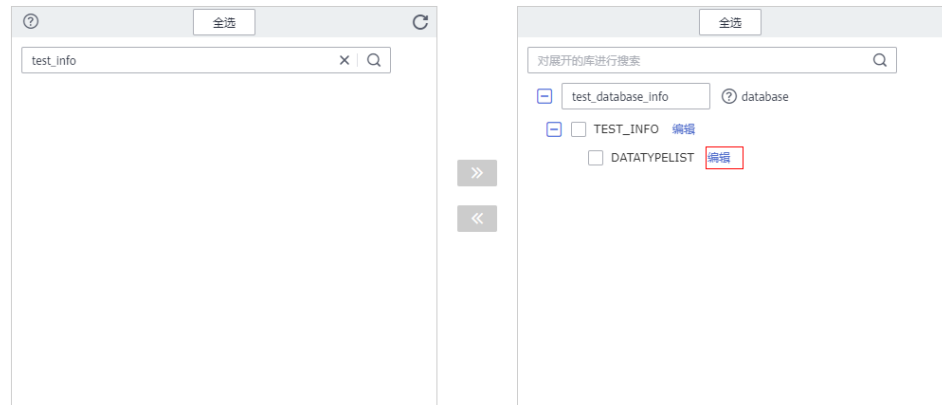 全选
test_info
全选
对展开的库进行搜索
test_database_info database
TEST_INFO 编辑
DATATYPELIST 编辑